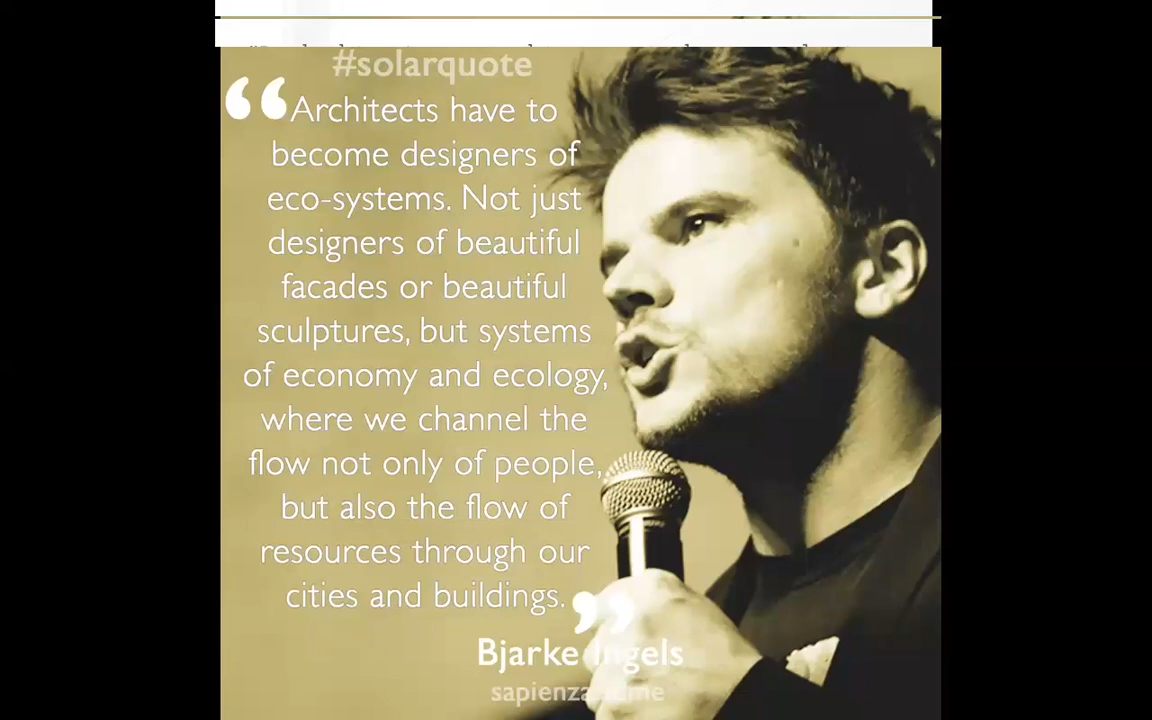 #solarquote
“Architects have to
become designers of
eco-systems. Not just
designers of beautiful
facades or beautiful
sculptures, but systems
of economy and ecology,
where we channel the
flow not only of people,
but also the flow of
resources through our
cities and buildings.”
Bjarke Ingels
sapienza